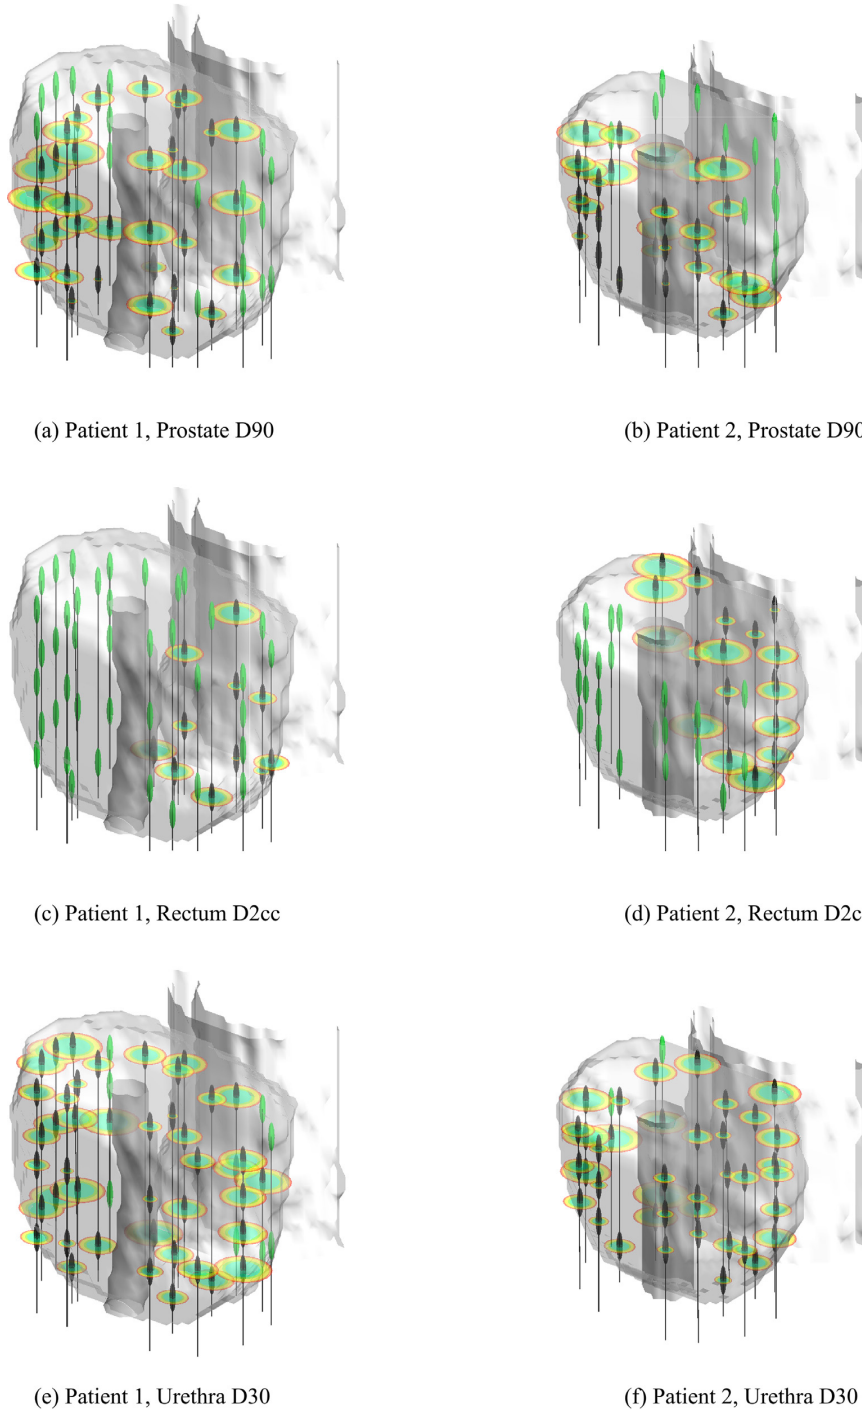 (a) Patient 1, Prostate D90
(b) Patient 2, Prostate D90
(c) Patient 1, Rectum D2cc
(d) Patient 2, Rectum D2c
(e) Patient 1, Urethra D30
(f) Patient 2, Urethra D30